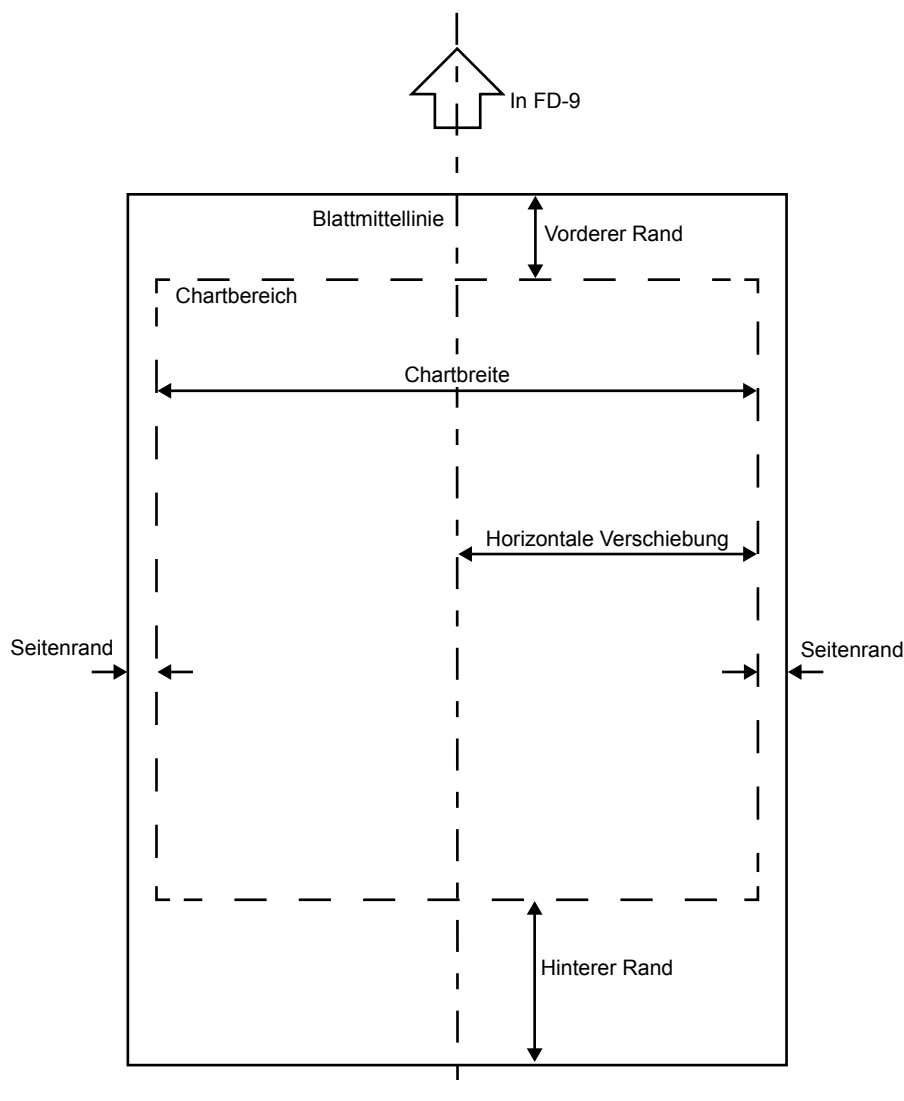 In FD-9
Blattmittellinie
Vorderer Rand
Chartbereich
Chartbreite
Horizontale Verschiebung
Seitenrand
Seitenrand
Hinterer Rand